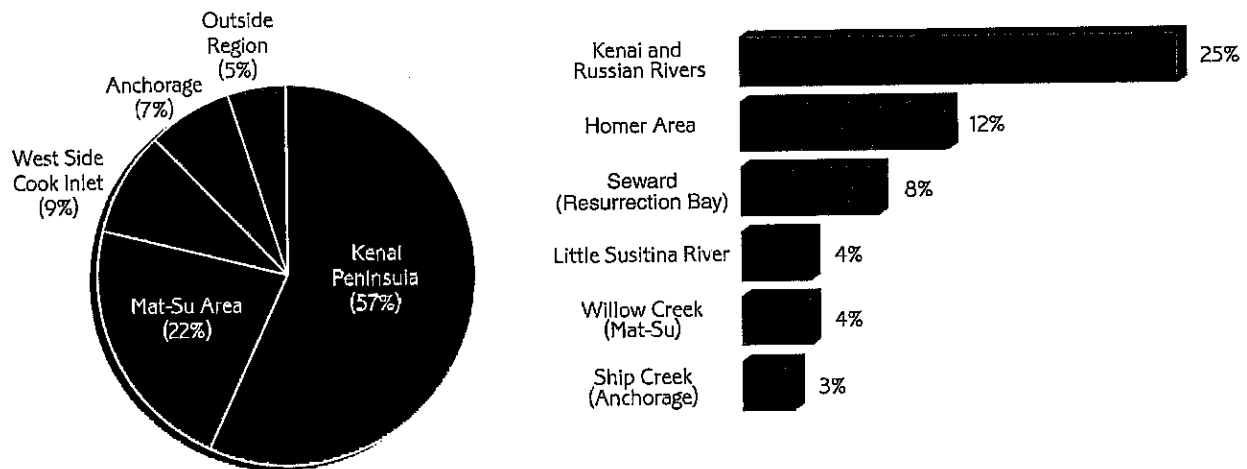 Outside
Region
(5%)
Anchorage
(7%)
West Side
Cook Inlet
(9%)
Mat-Su Area
(22%)
Kenai
Peninsula
(57%)
Kenai and
Russian Rivers
25%
Homer Area
12%
Seward
(Resurrection Bay)
8%
Little Susitina River
4%
Willow Creek
(Mat-Su)
4%
Ship Creek
(Anchorage)
3%